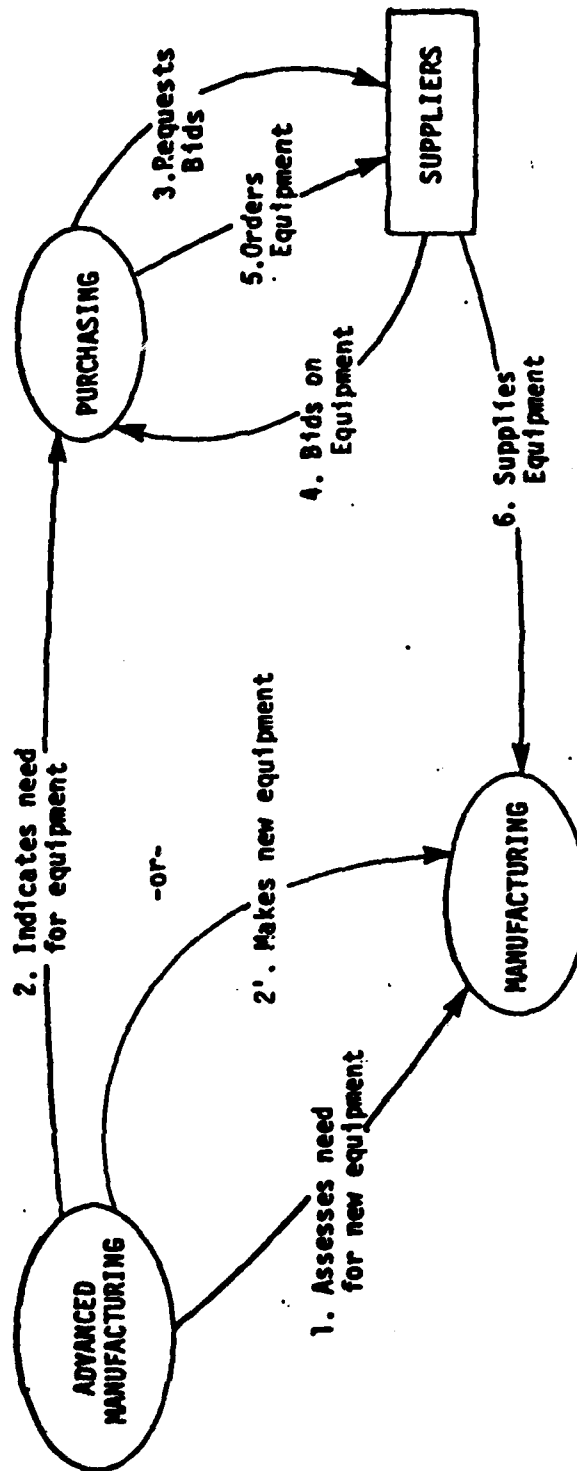 ADVANCED
MANUFACTURING
2. Indicates need
for equipment
-or-
2'. Makes new equipment
1. Assesses need
for new equipment
PURCHASING
3.Requests
Bids
5.Orders
Equipment
4. Bids on
Equipment
SUPPLIERS
6. Supplies
Equipment
MANUFACTURING